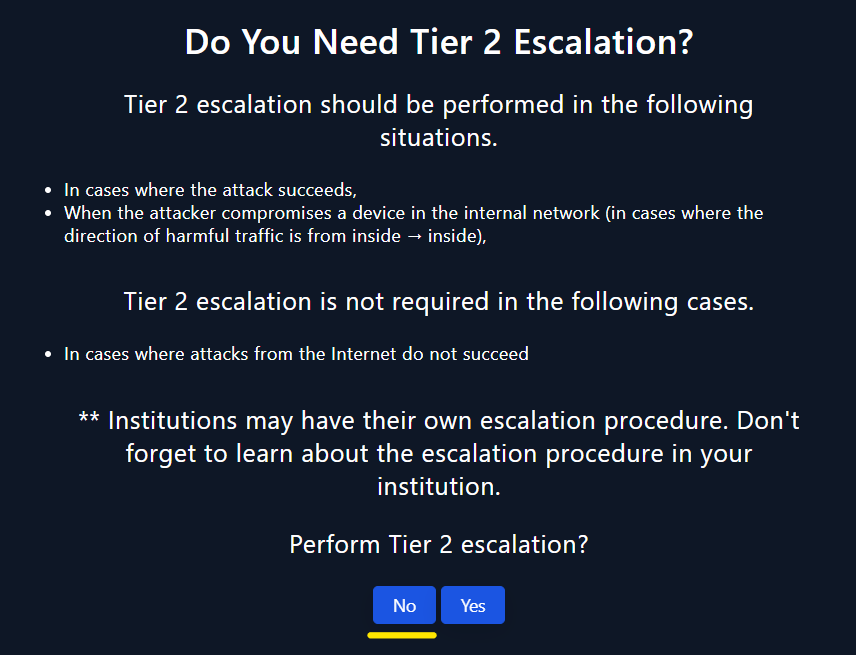 Do You Need Tier 2 Escalation?
Tier 2 escalation should be performed in the following
situations.
• In cases where the attack succeeds,
• When the attacker compromises a device in the internal network (in cases where the
direction of harmful traffic is from inside → inside),
Tier 2 escalation is not required in the following cases.
• In cases where attacks from the Internet do not succeed
** Institutions may have their own escalation procedure. Don't
forget to learn about the escalation procedure in your
institution.
Perform Tier 2 escalation?
No Yes